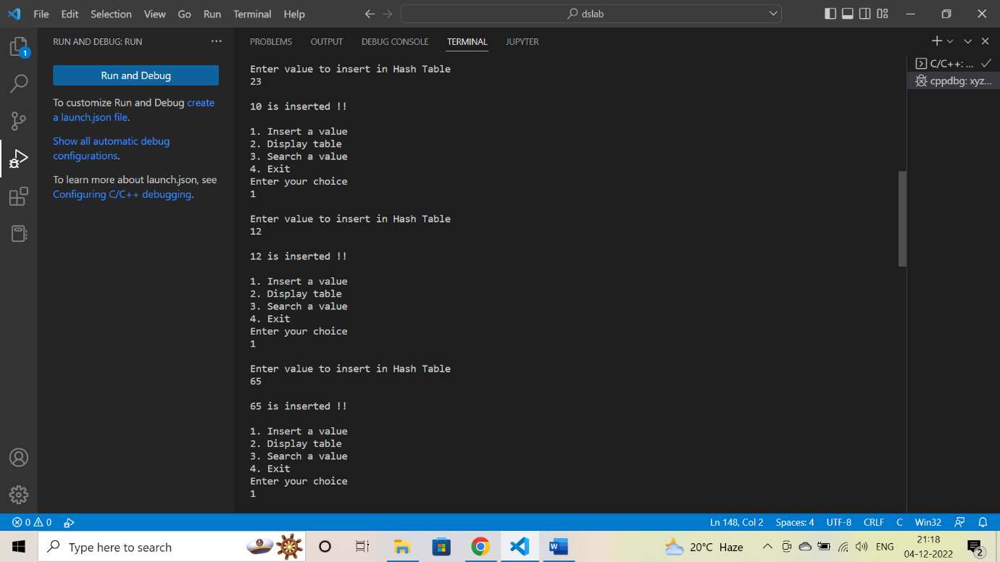 File Edit Selection View Go Run Terminal Help
dslab
RUN AND DEBUG: RUN
Run and Debug
To customize Run and Debug create
a launch.json file.
Show all automatic debug
configurations.
To learn more about launch.json, see
Configuring C/C++ debugging.
1
PROBLEMS OUTPUT DEBUG CONSOLE TERMINAL JUPYTER
Enter value to insert in Hash Table
23
10 is inserted !!
1. Insert a value
2. Display table
3. Search a value
4. Exit
Enter your choice
1
Enter value to insert in Hash Table
12
12 is inserted !!
1. Insert a value
2. Display table
3. Search a value
4. Exit
Enter your choice
1
Enter value to insert in Hash Table
65
65 is inserted !!
1. Insert a value
2. Display table
3. Search a value
4. Exit
Enter your choice
1
C/C++: ...
cppdbg: xyz...
0 0
Ln 148, Col 2 Spaces: 4 UTF-8 CRLF C Win32
Type here to search
20°C Haze
ENG
21:18
04-12-2022
2